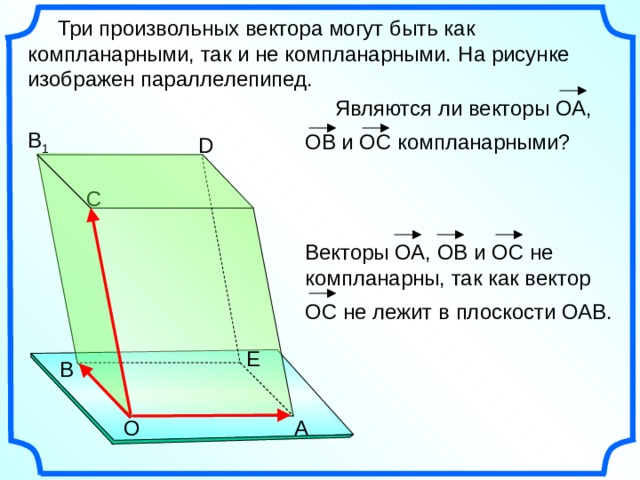 Три произвольных вектора могут быть как
компланарными, так и не компланарными. На рисунке
изображен параллелепипед.
Являются ли векторы ОА,
ОВ и ОС компланарными?
B1
D
C
Векторы ОА, ОВ и ОС не
компланарны, так как вектор
ОС не лежит в плоскости ОАВ.
B
E
O
A